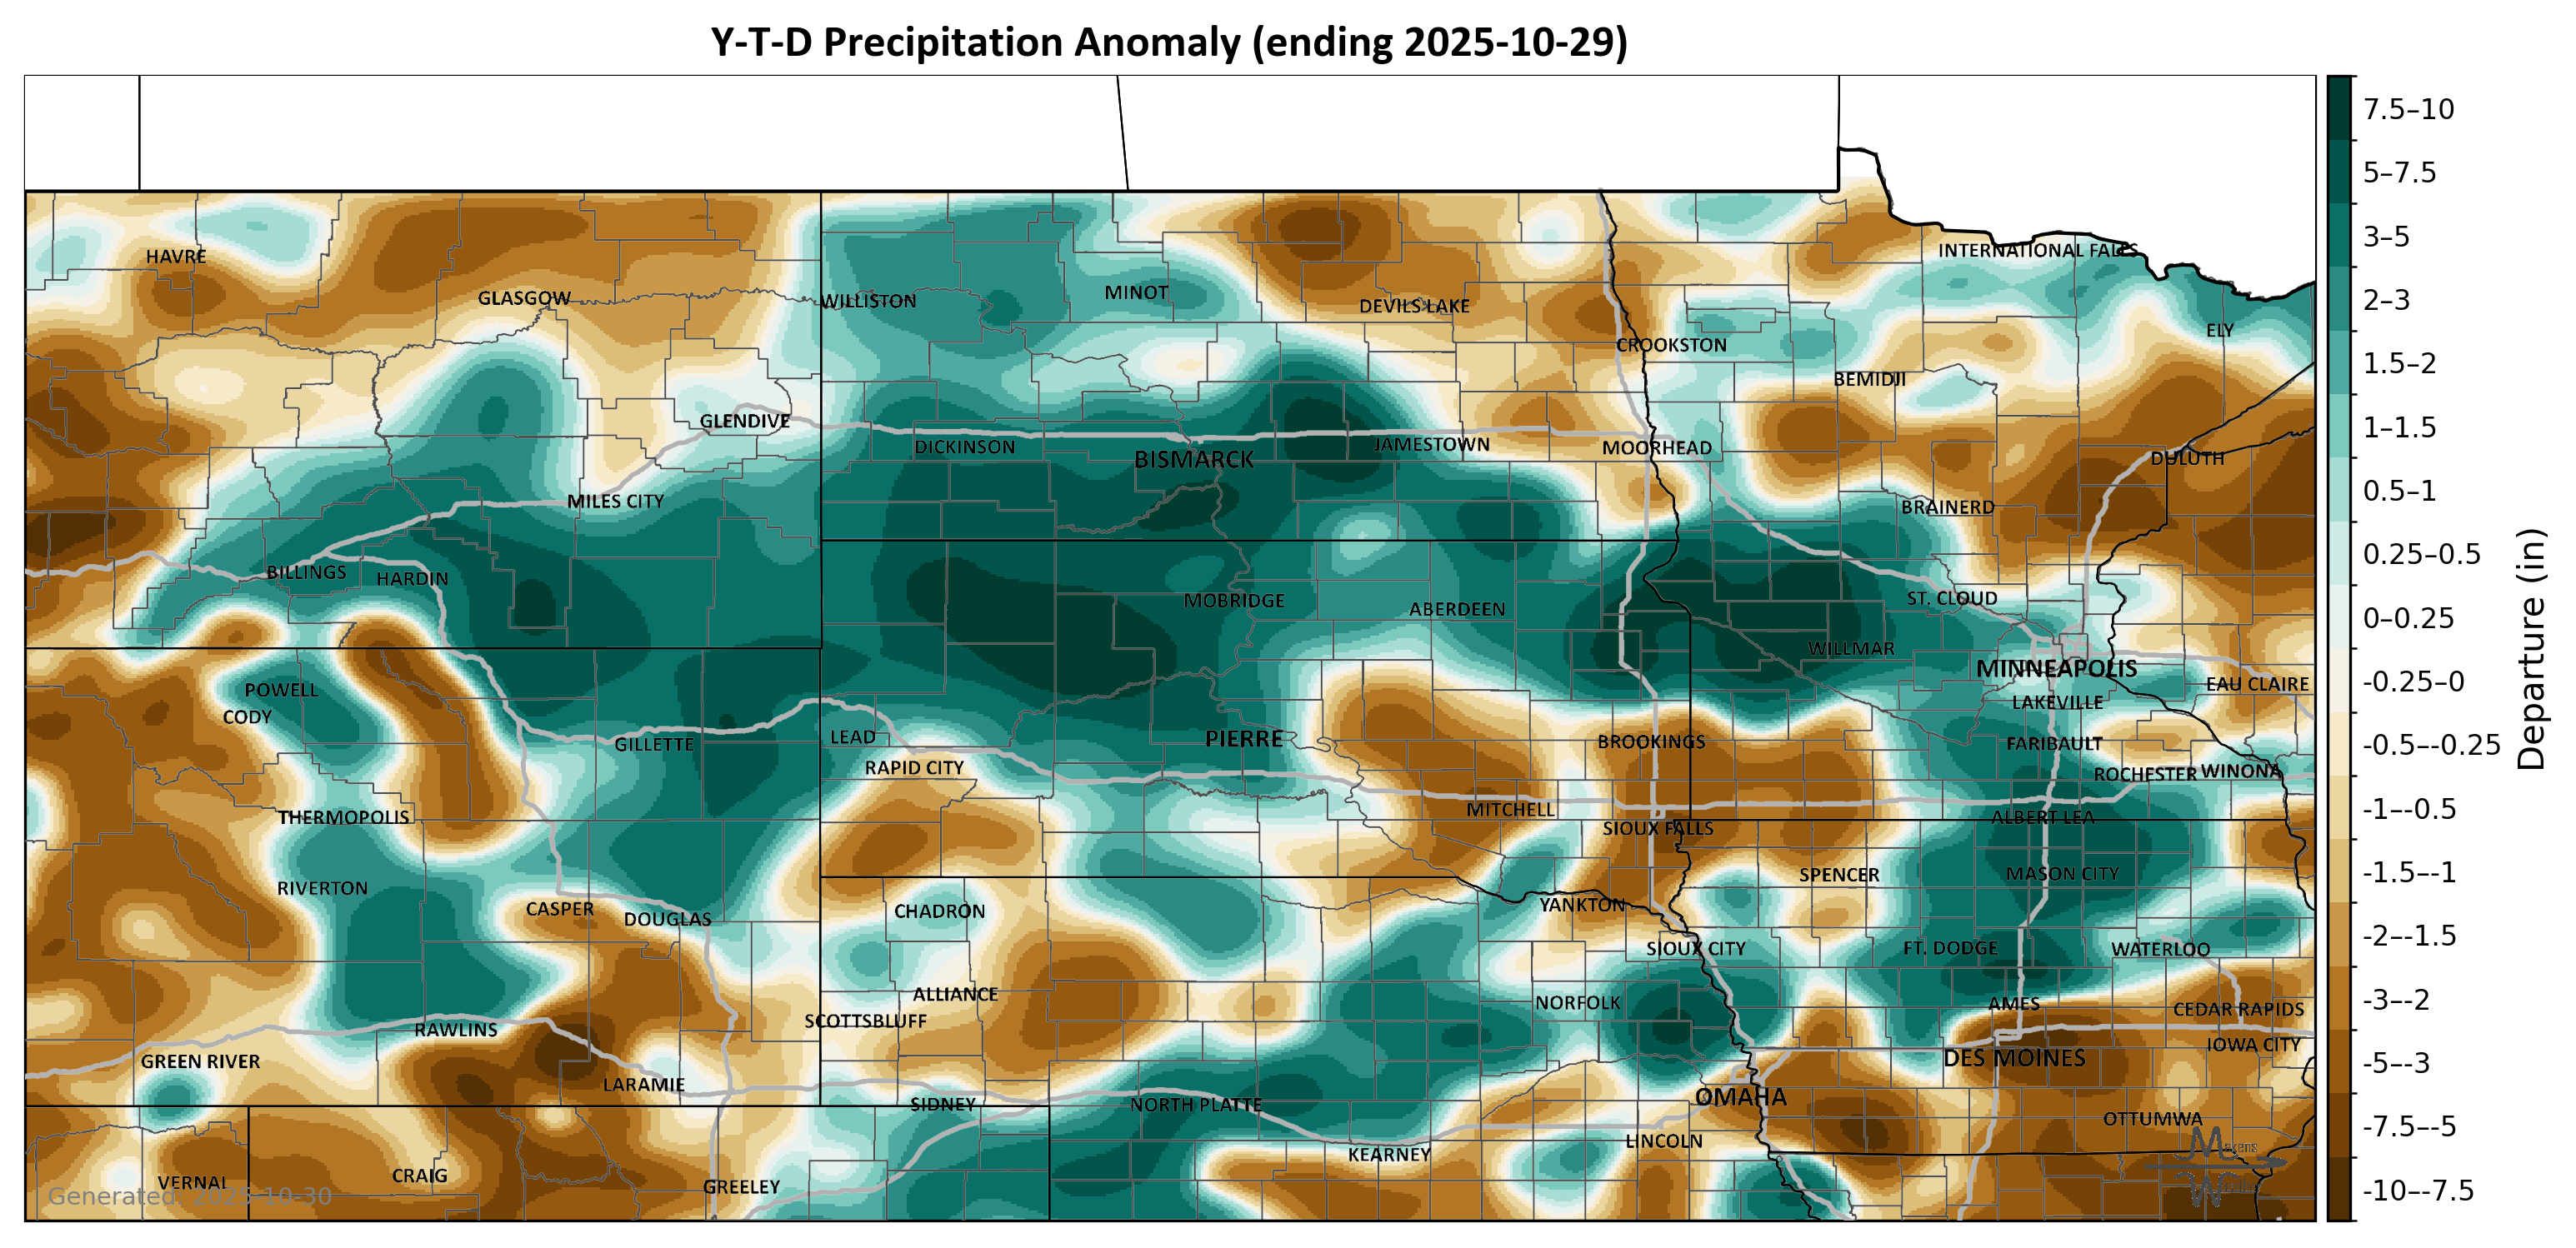 Y-T-D Precipitation Anomaly (ending 2025-10-29)
HAVRE
INTERNATIONAL FALLS
GLASGOW
WILLISTON
MINOT
DEVILS LAKE
ELY
CROOKSTON
BEMIDJI
GLENDIVE
DICKINSON
BISMARCK
JAMESTOWN
MOORHEAD
DULUTH
MILES CITY
BRAINERD
BILLINGS
HARDIN
MOBRIDGE
ABERDEEN
ST. CLOUD
WILLMAR
MINNEAPOLIS
POWELL
EAU CLAIRE
CODY
LAKEVILLE
GILLETTE
LEAD
PIERRE
BROOKINGS
FARIBAULT
RAPID CITY
ROCHESTER
WINONA
THERMOPOLIS
MITCHELL
ALBERT LEA
SIOUX FALLS
RIVERTON
SPENCER
MASON CITY
CASPER
DOUGLAS
CHADRON
YANKTON
SIOUX CITY
FT. DODGE
WATERLOO
ALLIANCE
NORFOLK
AMES
CEDAR RAPIDS
SCOTTSBLUFF
RAWLINS
IOWA CITY
GREEN RIVER
DES MOINES
LARAMIE
SIDNEY
NORTH PLATTE
OMAHA
OTTUMWA
LINCOLN
KEARNEY
VERNAL
CRAIG
GREELEY
Generated: 2025-10-30
7.5–10
5–7.5
3–5
2–3
1.5–2
1–1.5
0.5–1
0.25–0.5
0–0.25
-0.25–0
-0.5–-0.25
-1–-0.5
-1.5–-1
-2–-1.5
-3–-2
-5–-3
-7.5–-5
-10–-7.5
Departure (in)